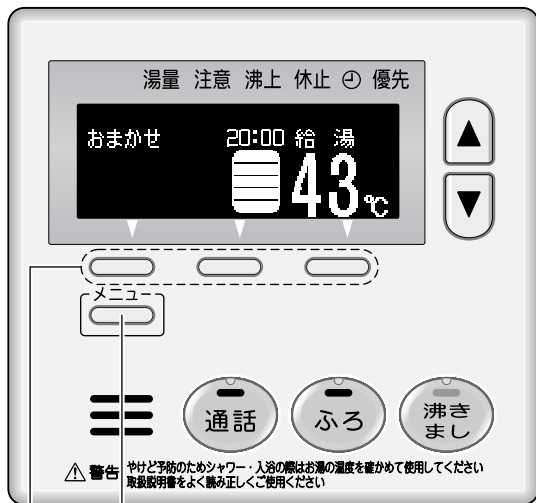 湯量 注意 沸上 休止 優先
おまかせ 20:00 給 湯
43℃
メニュー
通話 ふろ 沸き
まし
警告 やけど予防のためシャワー・入浴の際はお湯の温度を確かめて使用してください
取扱説明書をよく読み正しくご使用ください